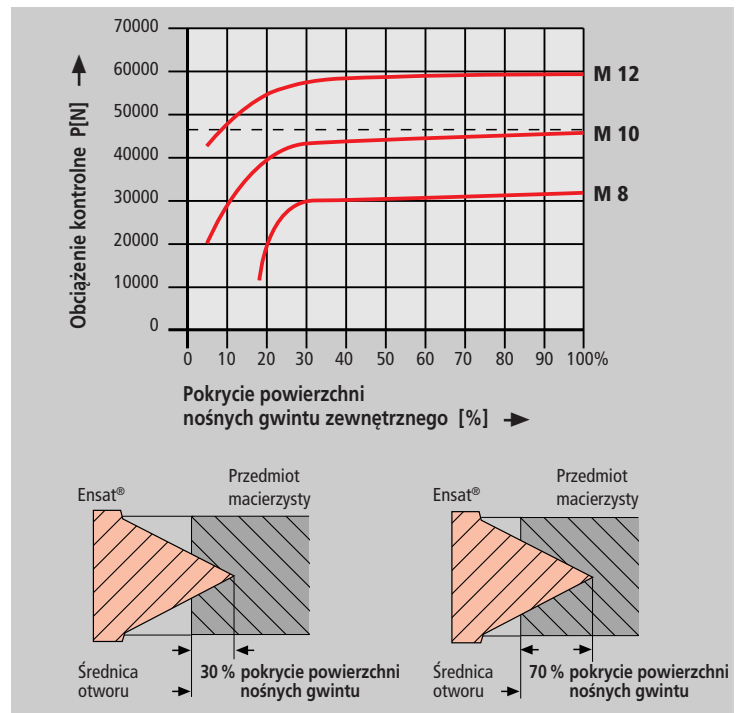 70000
60000
50000
40000
30000
20000
10000
0
Obciążenie kontrolne P[N]
M 12
M 10
M 8
0 10 20 30 40 50 60 70 80 90 100%
Pokrycie powierzchni
nośnych gwintu zewnętrznego [%]
Ensat®
Przedmiot
macierzysty
Średnica
otworu
30 % pokrycie powierzchni
nośnych gwintu
Ensat®
Przedmiot
macierzysty
Średnica
otworu
70 % pokrycie powierzchni
nośnych gwintu